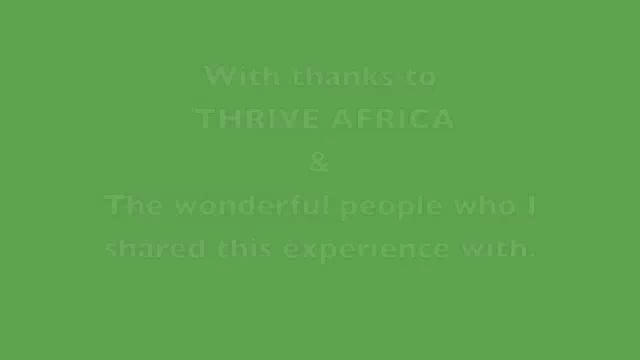 With thanks to
THRIVE AFRICA
&
The wonderful people who I
shared this experience with.